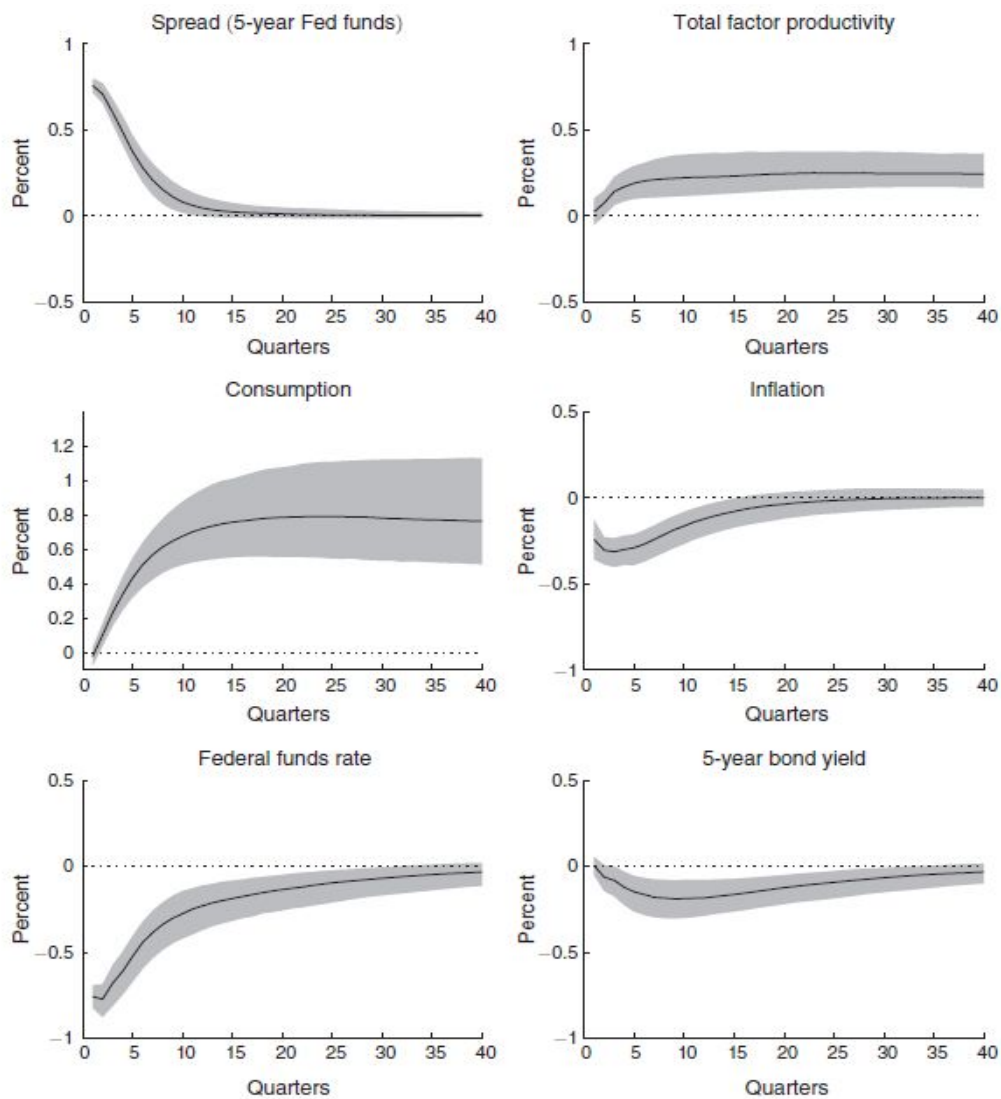 Spread (5-year Fed funds)
1
0.5
0
−0.5
Percent
0 5 10 15 20 25 30 35 40
Quarters
Total factor productivity
1
0.5
0
−0.5
Percent
0 5 10 15 20 25 30 35 40
Quarters
Consumption
1.2
1
0.8
0.6
0.4
0.2
0
Percent
0 5 10 15 20 25 30 35 40
Quarters
Inflation
0.5
0
−0.5
−1
Percent
0 5 10 15 20 25 30 35 40
Quarters
Federal funds rate
0.5
0
−0.5
−1
Percent
0 5 10 15 20 25 30 35 40
Quarters
5-year bond yield
0.5
0
−0.5
−1
Percent
0 5 10 15 20 25 30 35 40
Quarters